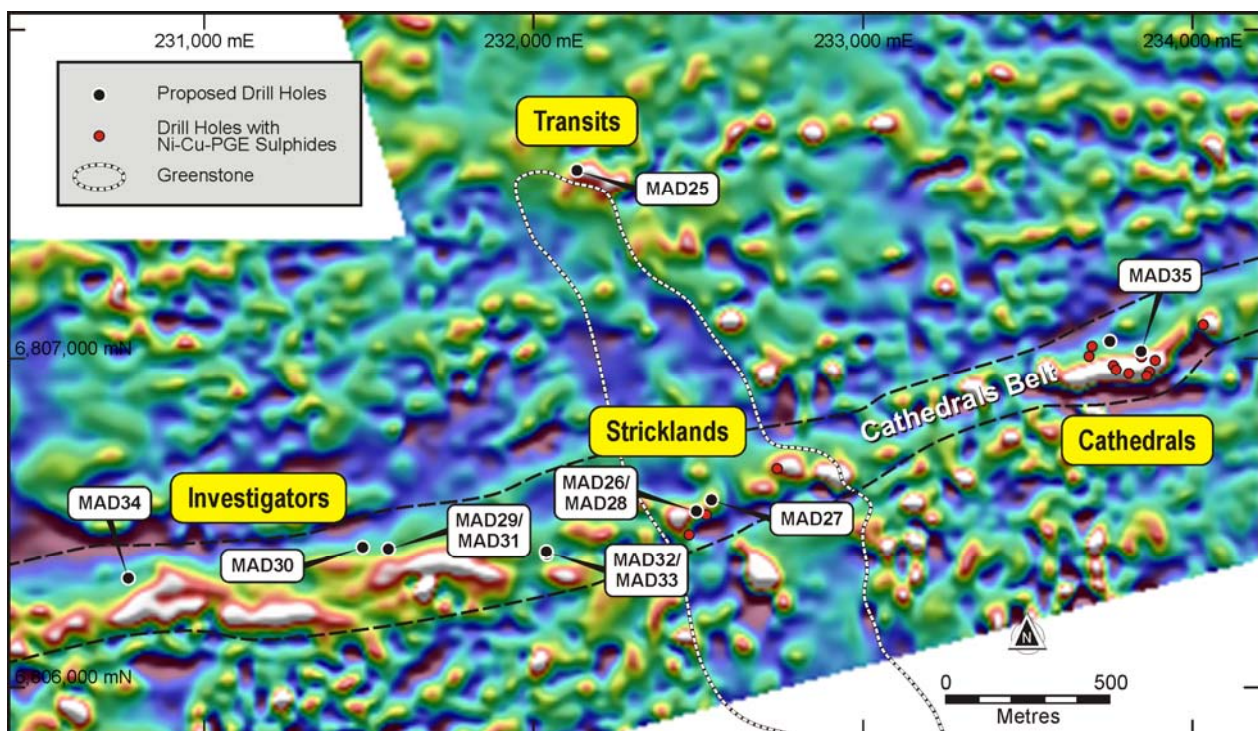 231,000 mE
232,000 mE
233,000 mE
234,000 mE
Proposed Drill Holes
Drill Holes with
Ni-Cu-PGE Sulphides
Greenstone
Transits
MAD25
MAD35
6,807,000 mN
Cathedrals Belt
Stricklands
Cathedrals
Investigators
MAD26/
MAD28
MAD34
MAD29/
MAD31
MAD27
MAD30
MAD32/
MAD33
6,806,000 mN
N
0
500
Metres